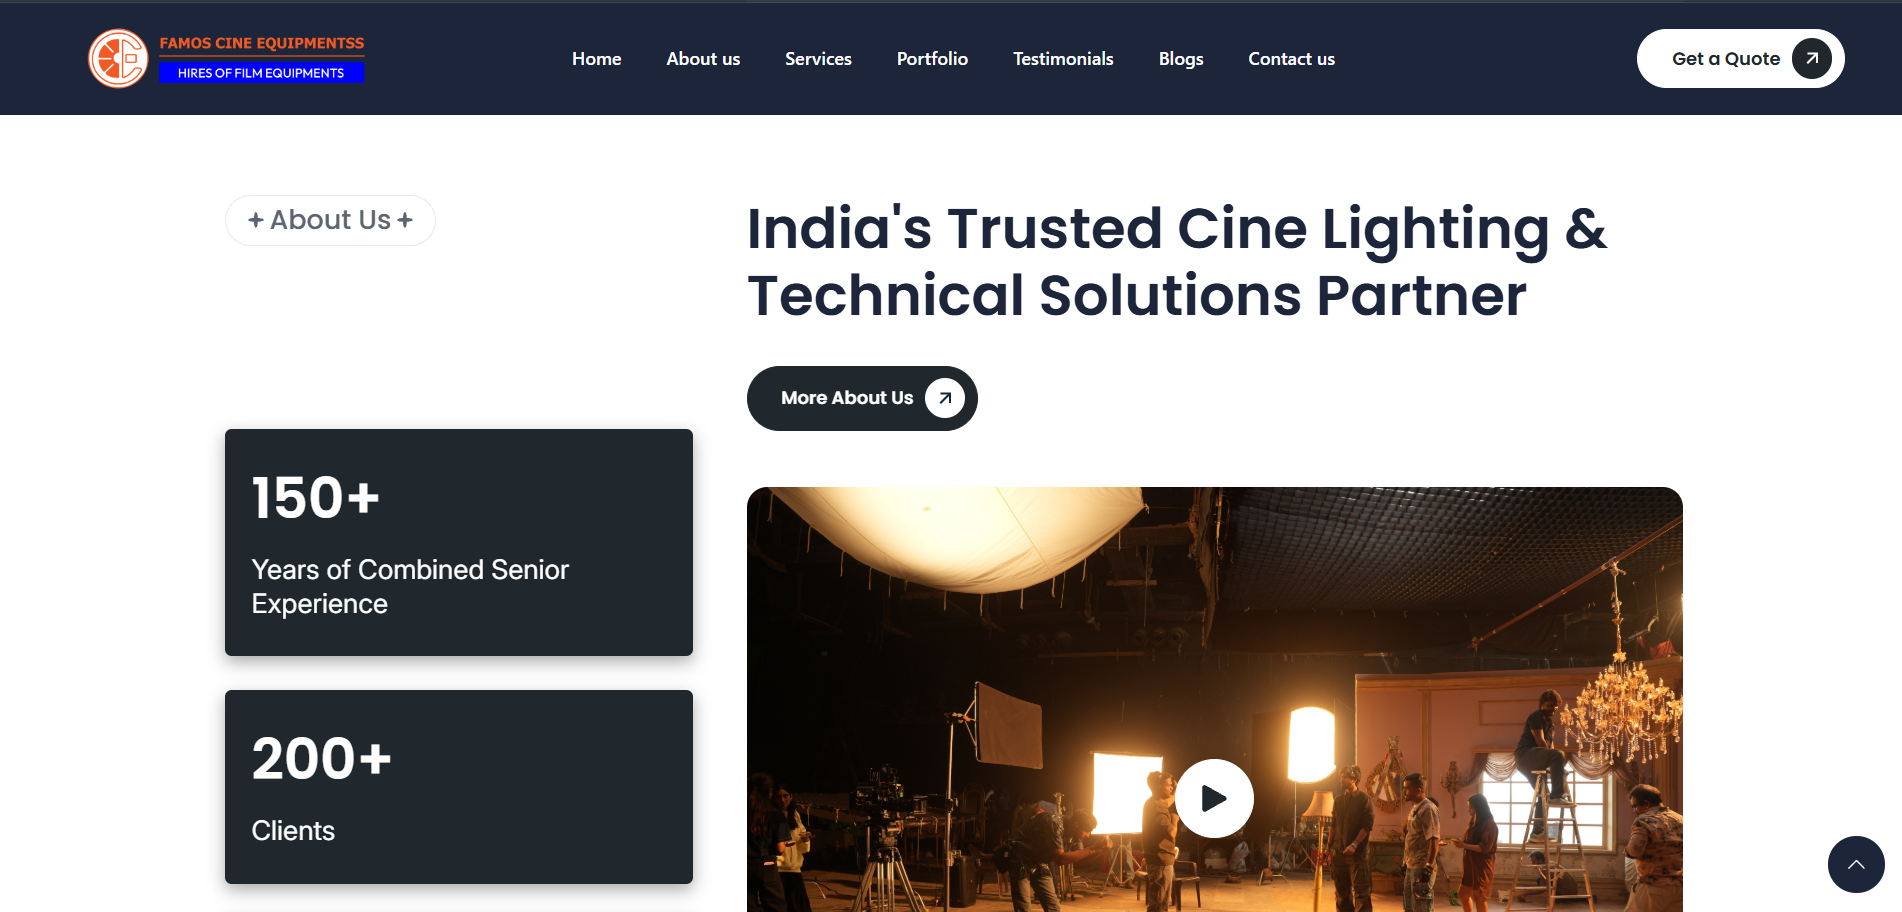 FAMOS CINE EQUIPMENTSS
HIRES OF FILM EQUIPMENTS
Home
About us
Services
Portfolio
Testimonials
Blogs
Contact us
Get a Quote
+ About Us +
India's Trusted Cine Lighting &
Technical Solutions Partner
More About Us
150+
Years of Combined Senior
Experience
200+
Clients